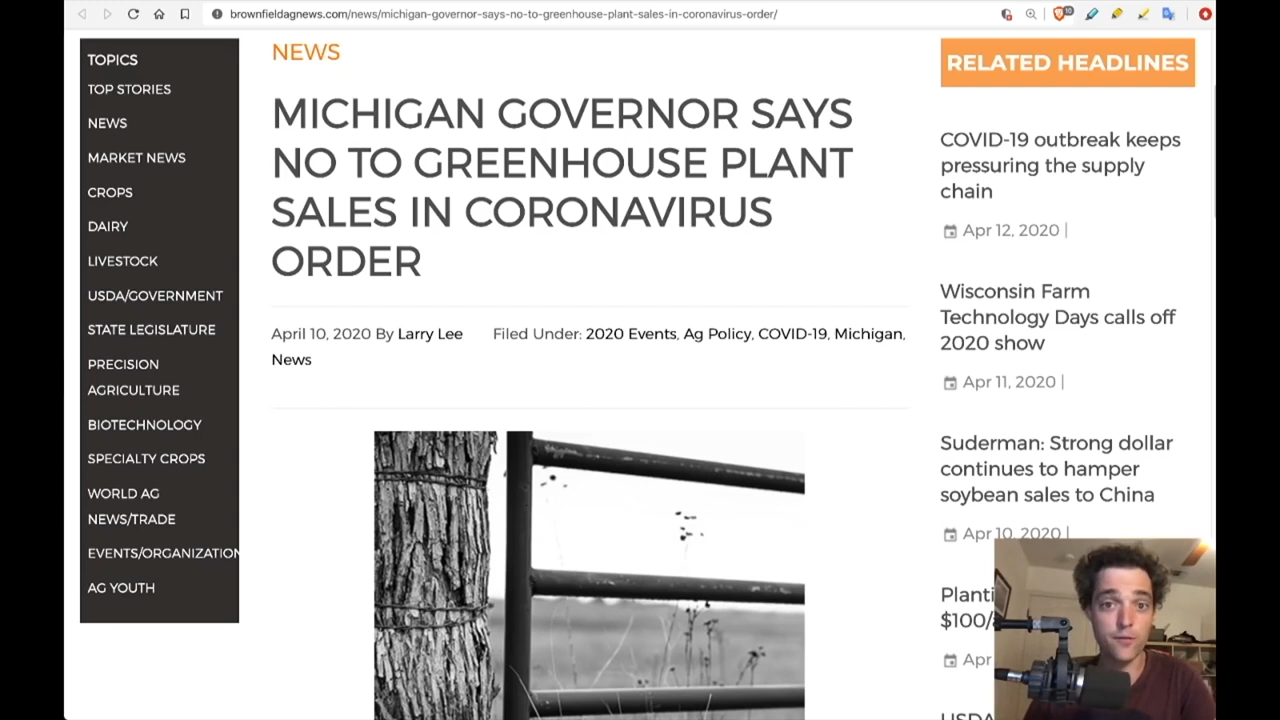 brownfieldagnews.com/news/michigan-governor-says-no-to-greenhouse-plant-sales-in-coronavirus-order/
10
TOPICS
TOP STORIES
NEWS
MARKET NEWS
CROPS
DAIRY
LIVESTOCK
USDA/GOVERNMENT
STATE LEGISLATURE
PRECISION
AGRICULTURE
BIOTECHNOLOGY
SPECIALTY CROPS
WORLD AG
NEWS/TRADE
EVENTS/ORGANIZATION
AG YOUTH
NEWS
MICHIGAN GOVERNOR SAYS
NO TO GREENHOUSE PLANT
SALES IN CORONAVIRUS
ORDER
April 10, 2020 By Larry Lee Filed Under: 2020 Events, Ag Policy, COVID-19, Michigan,
News
RELATED HEADLINES
COVID-19 outbreak keeps
pressuring the supply
chain
Apr 12, 2020 |
Wisconsin Farm
Technology Days calls off
2020 show
Apr 11, 2020 |
Suderman: Strong dollar
continues to hamper
soybean sales to China
Apr 10, 2020 |
Planti
$100/
Apr
USDA